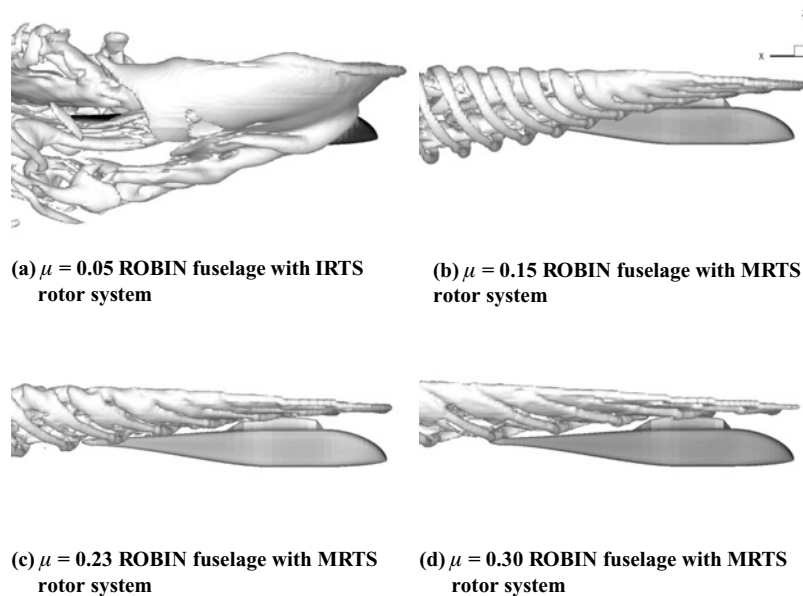 x
(a) μ = 0.05 ROBIN fuselage with IRTS
rotor system
(b) μ = 0.15 ROBIN fuselage with MRTS
rotor system
(c) μ = 0.23 ROBIN fuselage with MRTS
rotor system
(d) μ = 0.30 ROBIN fuselage with MRTS
rotor system